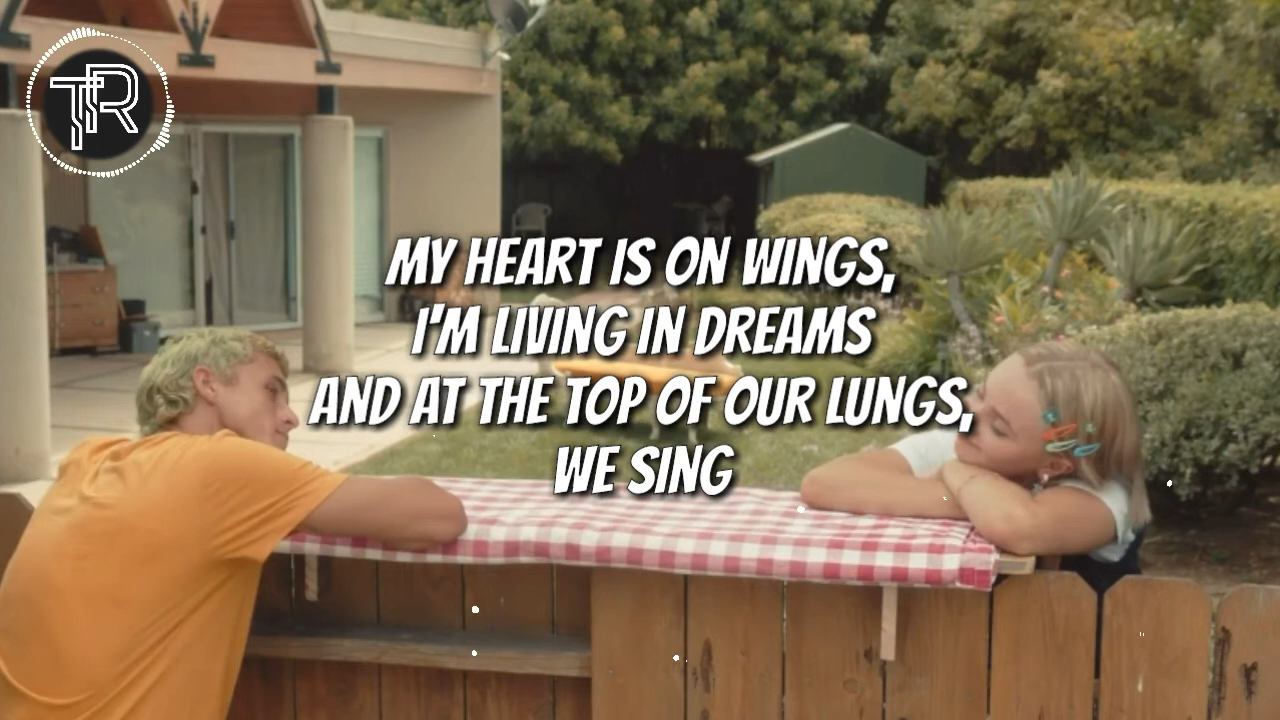 TR
MY HEART IS ON WINGS,
I'M LIVING IN DREAMS
AND AT THE TOP OF OUR LUNGS,
WE SING